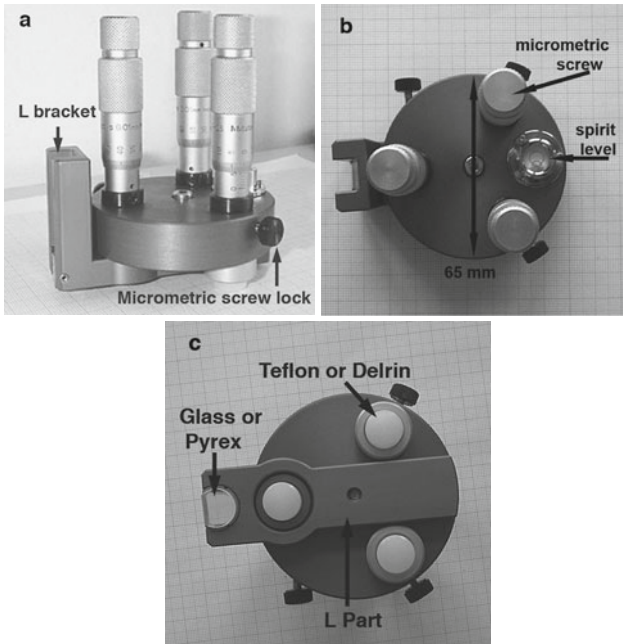 a
L bracket
Micrometric screw lock
b
micrometric
screw
spirit
level
65 mm
c
Teflon or Delrin
Glass or
Pyrex
L Part